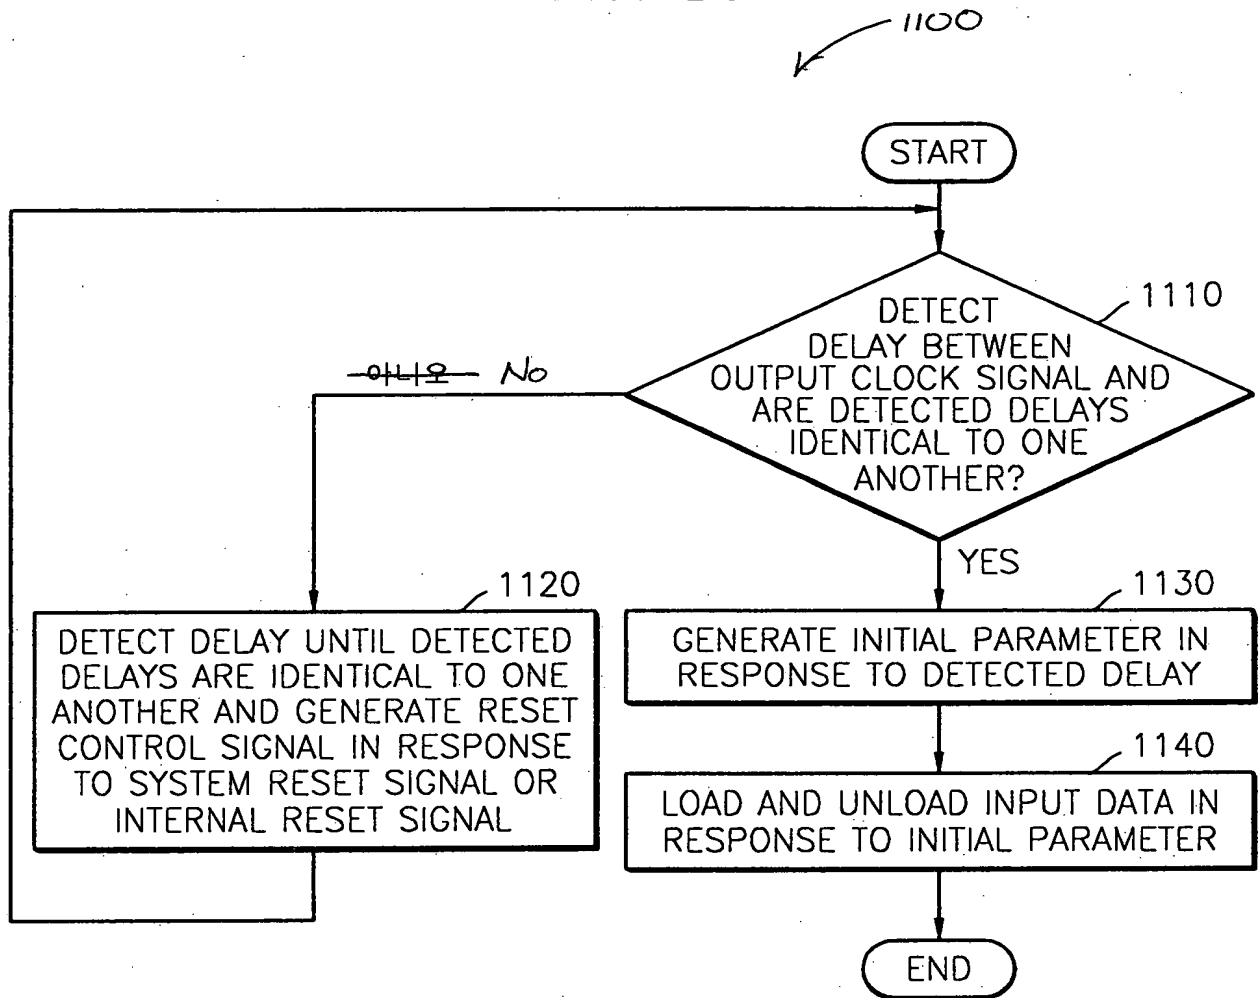 1100
START
1110
DETECT
DELAY BETWEEN
OUTPUT CLOCK SIGNAL AND
ARE DETECTED DELAYS
IDENTICAL TO ONE
ANOTHER?
아니오 No
YES
1120
DETECT DELAY UNTIL DETECTED
DELAYS ARE IDENTICAL TO ONE
ANOTHER AND GENERATE RESET
CONTROL SIGNAL IN RESPONSE
TO SYSTEM RESET SIGNAL OR
INTERNAL RESET SIGNAL
1130
GENERATE INITIAL PARAMETER IN
RESPONSE TO DETECTED DELAY
1140
LOAD AND UNLOAD INPUT DATA IN
RESPONSE TO INITIAL PARAMETER
END